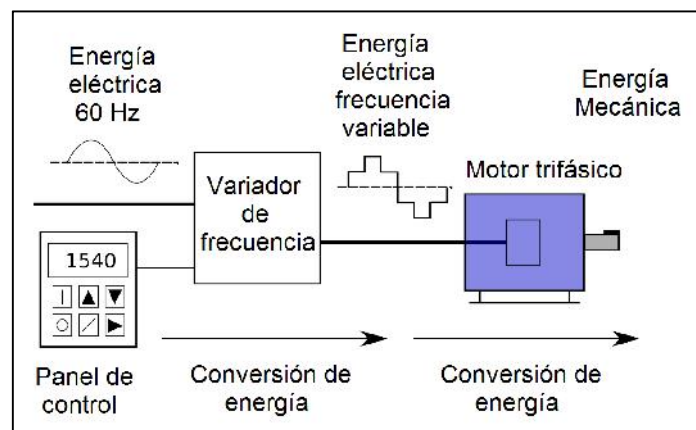 Energía
eléctrica
60 Hz
Energía
eléctrica
frecuencia
variable
Energía
Mecánica
Variador
de
frecuencia
Motor trifásico
1540
Panel de
control
Conversión de
energía
Conversión de
energía